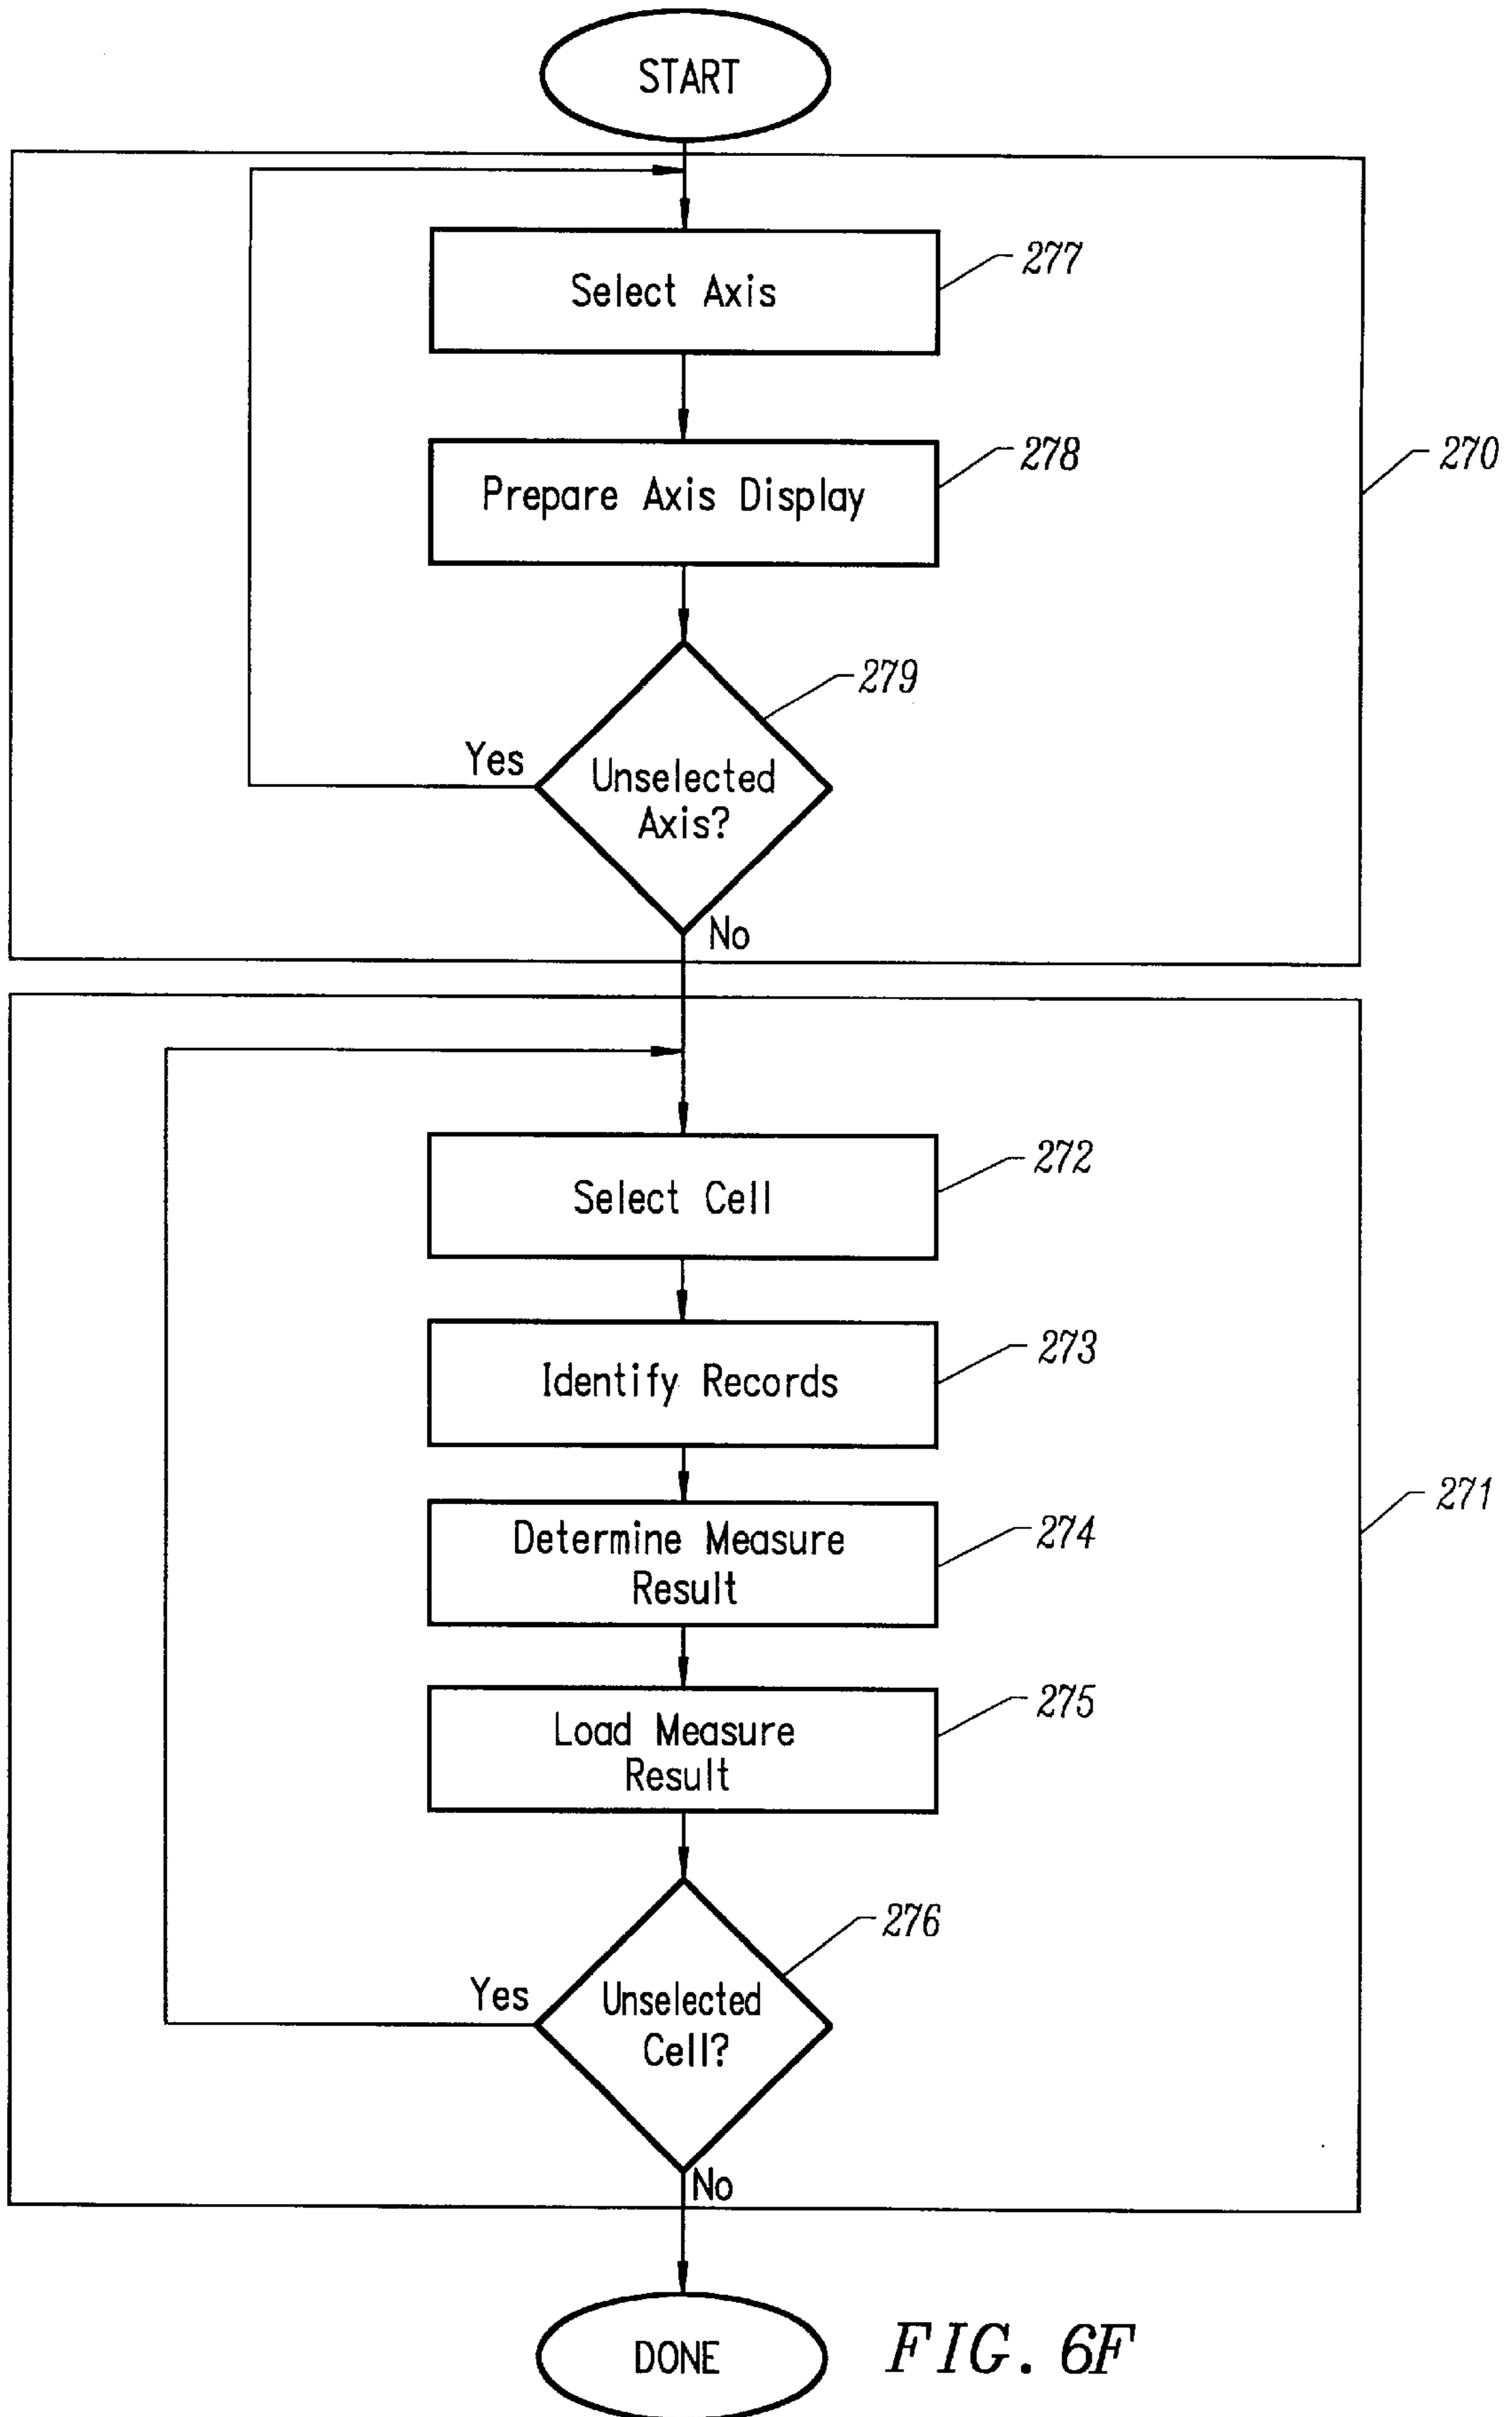 START
277
Select Axis
278
Prepare Axis Display
270
279
Yes
Unselected
Axis?
No
272
Select Cell
273
Identify Records
274
Determine Measure
Result
271
275
Load Measure
Result
276
Yes
Unselected
Cell?
No
DONE
FIG. 6F